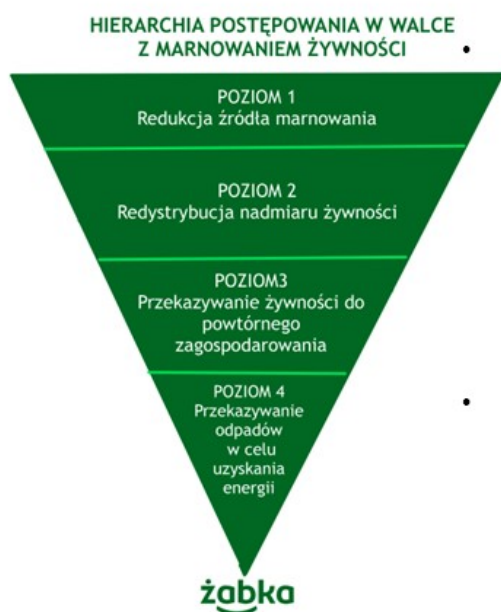 HIERARCHIA POSTĘPOWANIA W WALCE
Z MARNOWANIEM ŻYWNOŚCI
POZIOM 1
Redukcja źródła marnowania
POZIOM 2
Redystrybucja nadmiaru żywności
POZIOM3
Przekazywanie żywności do
powtórnego
zagospodarowania
POZIOM 4
Przekazywanie
odpadów
w celu
uzyskania
energii
żabka